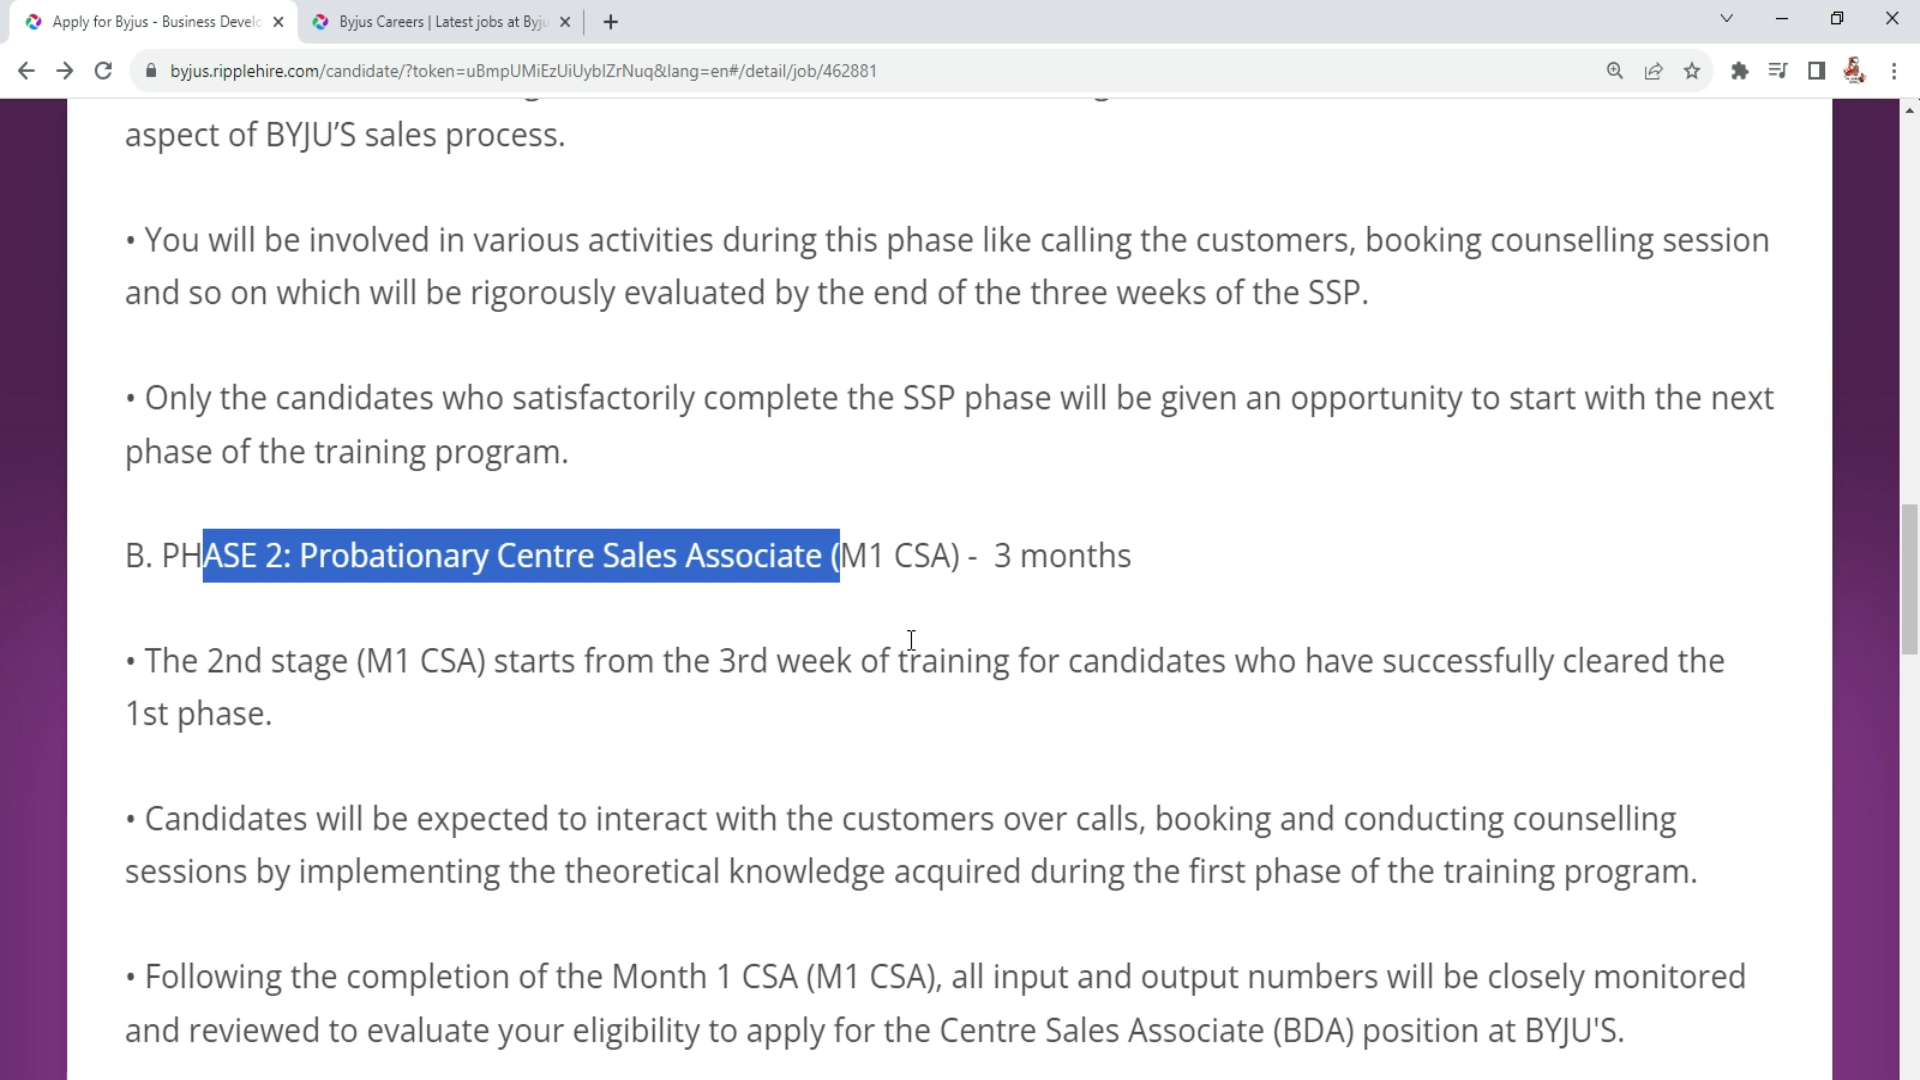 Apply for Byjus - Business Develo
Byjus Careers | Latest jobs at Byju
byjus.ripplehire.com/candidate/?token=uBmpUMiEzUiUyblZrNuq&lang=en#/detail/job/462881
aspect of BYJU’S sales process.
• You will be involved in various activities during this phase like calling the customers, booking counselling session
and so on which will be rigorously evaluated by the end of the three weeks of the SSP.
• Only the candidates who satisfactorily complete the SSP phase will be given an opportunity to start with the next
phase of the training program.
B. PHASE 2: Probationary Centre Sales Associate (M1 CSA) -  3 months
• The 2nd stage (M1 CSA) starts from the 3rd week of training for candidates who have successfully cleared the
1st phase.
• Candidates will be expected to interact with the customers over calls, booking and conducting counselling
sessions by implementing the theoretical knowledge acquired during the first phase of the training program.
• Following the completion of the Month 1 CSA (M1 CSA), all input and output numbers will be closely monitored
and reviewed to evaluate your eligibility to apply for the Centre Sales Associate (BDA) position at BYJU'S.